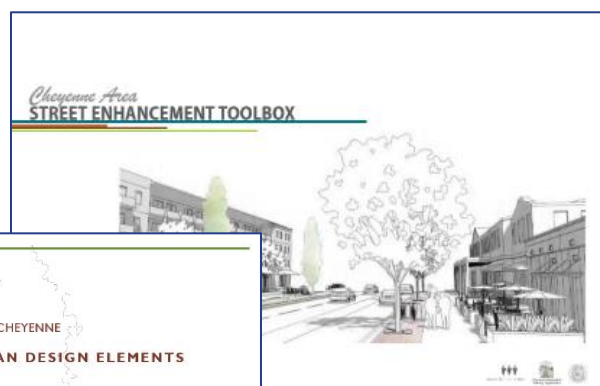 Cheyenne Area
STREET ENHANCEMENT TOOLBOX
CHEYENNE
AN DESIGN ELEMENTS